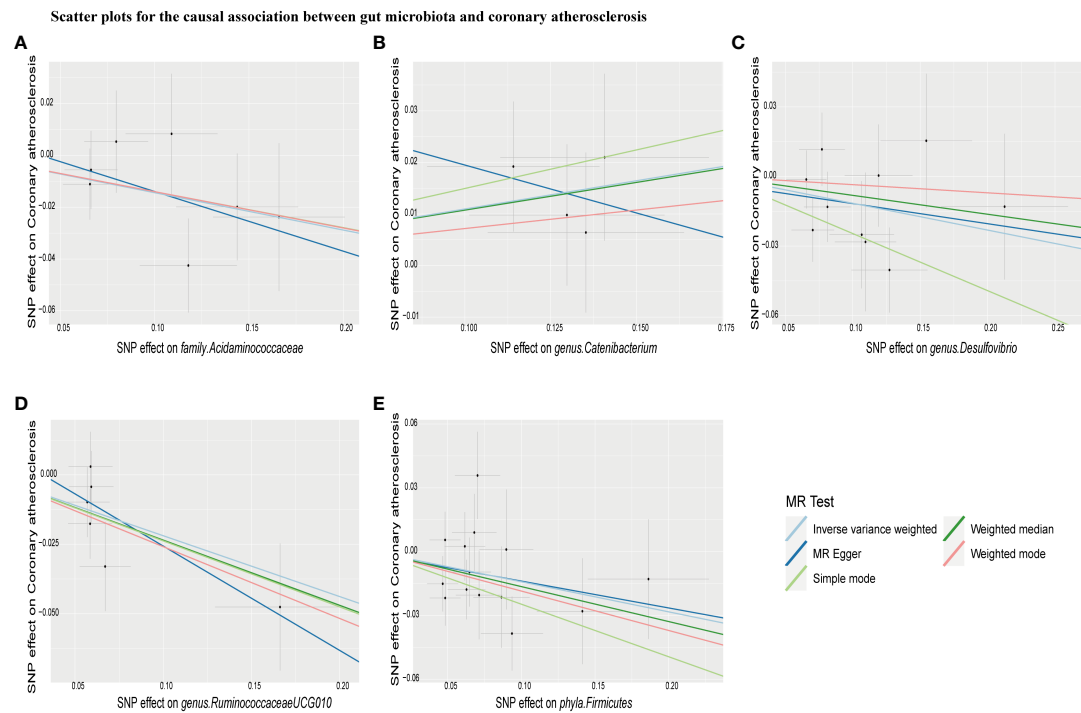 Scatter plots for the causal association between gut microbiota and coronary atherosclerosis
A
SNP effect on Coronary atherosclerosis
0.02
0.00
−0.02
−0.04
−0.06
0.05
0.10
0.15
0.20
SNP effect on family.Acidaminococcaceae
B
SNP effect on Coronary atherosclerosis
0.03
0.02
0.01
0.00
−0.01
0.100
0.125
0.150
0.175
SNP effect on genus.Catenibacterium
C
SNP effect on Coronary atherosclerosis
0.03
0.00
−0.03
−0.06
0.05
0.10
0.15
0.20
0.25
SNP effect on genus.Desulfovibrio
D
SNP effect on Coronary atherosclerosis
0.000
−0.025
−0.050
0.05
0.10
0.15
0.20
SNP effect on genus.RuminococcaceaeUCG010
E
SNP effect on Coronary atherosclerosis
0.06
0.03
0.00
−0.03
−0.06
0.05
0.10
0.15
0.20
SNP effect on phyla.Firmicutes
MR Test
Inverse variance weighted
MR Egger
Simple mode
Weighted median
Weighted mode